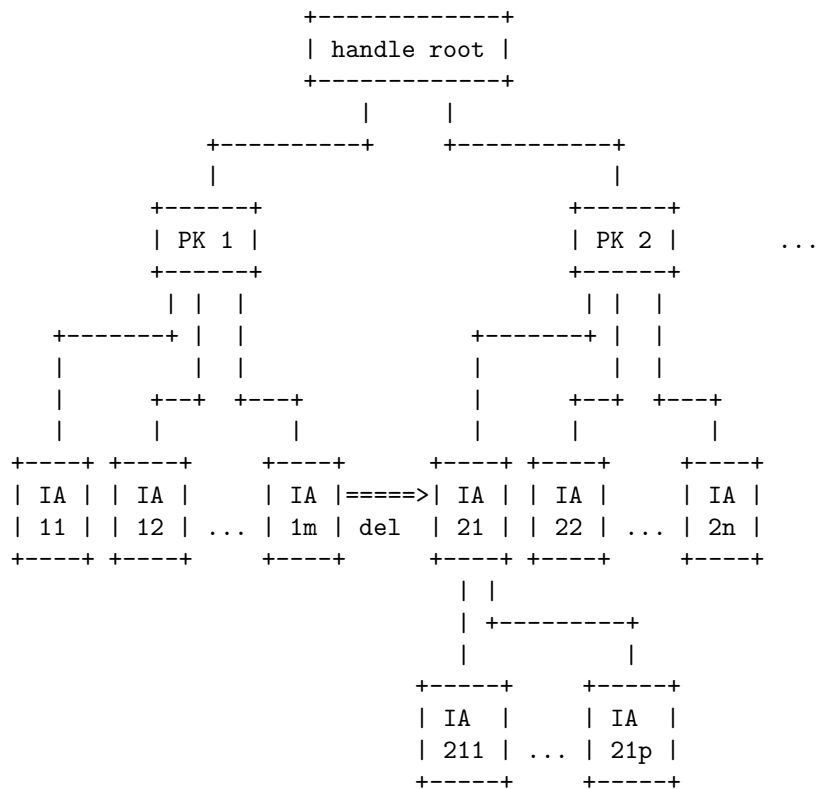 handle root
PK 1 PK 2 ...
IA IA IA =====> IA IA IA
11 12 ... 1m del 21 22 ... 2n
IA IA
211 ... 21p